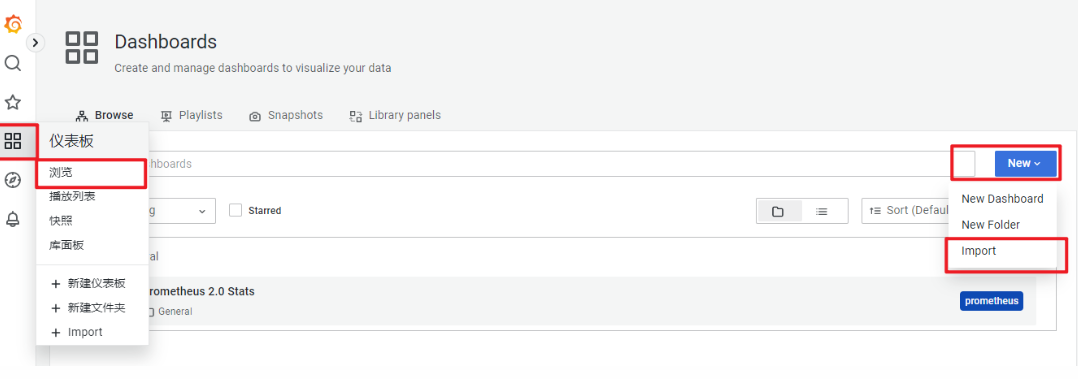 Dashboards
Create and manage dashboards to visualize your data
Browse
Playlists
Snapshots
Library panels
仪表板
浏览
播放列表
快照
库面板
+ 新建仪表板
+ 新建文件夹
+ Import
hboards
New
New Dashboard
New Folder
Import
g
Starred
Sort (Defau
al
rometheus 2.0 Stats
General
prometheus